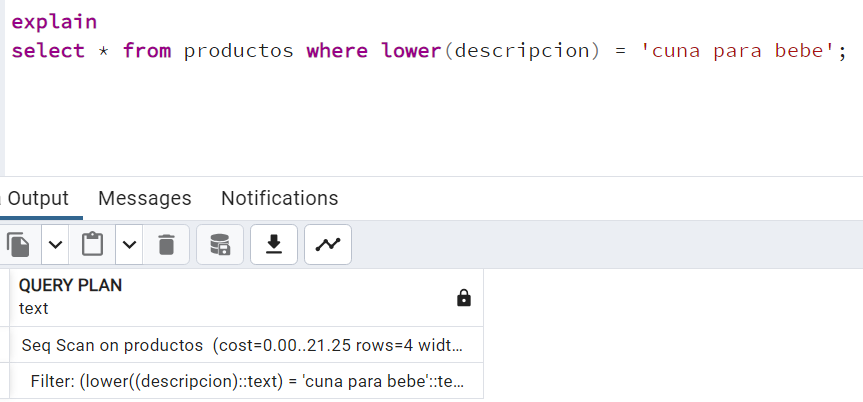 explain
select * from productos where lower(descripcion) = 'cuna para bebe';
Output Messages Notifications
QUERY PLAN
text
Seq Scan on productos (cost=0.00..21.25 rows=4 widt...
Filter: (lower((descripcion)::text) = 'cuna para bebe'::te...